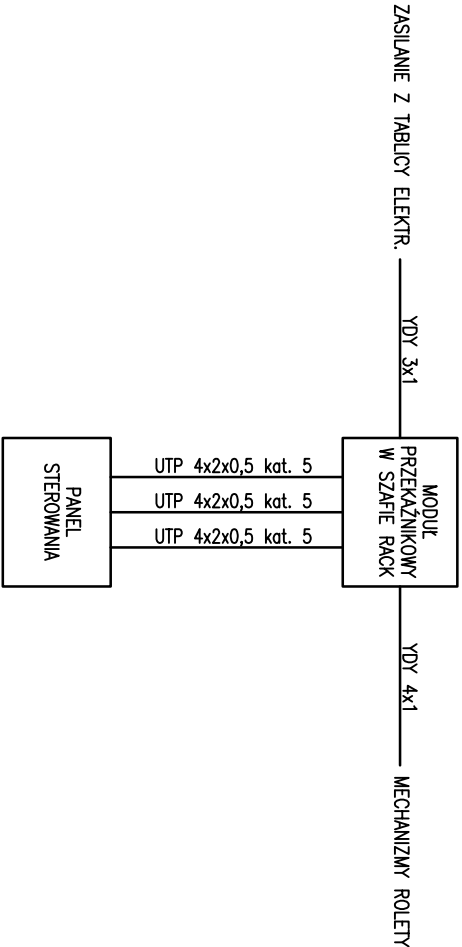 ZASILANIE Z TABLICY ELEKTR.
YDY 3x1
MODUŁ
PRZEKAŹNIKOWY
W SZAFIE RACK
YDY 4x1
MECHANIZMY ROLETY
UTP 4x2x0,5 kat. 5
UTP 4x2x0,5 kat. 5
UTP 4x2x0,5 kat. 5
PANEL
STEROWANIA